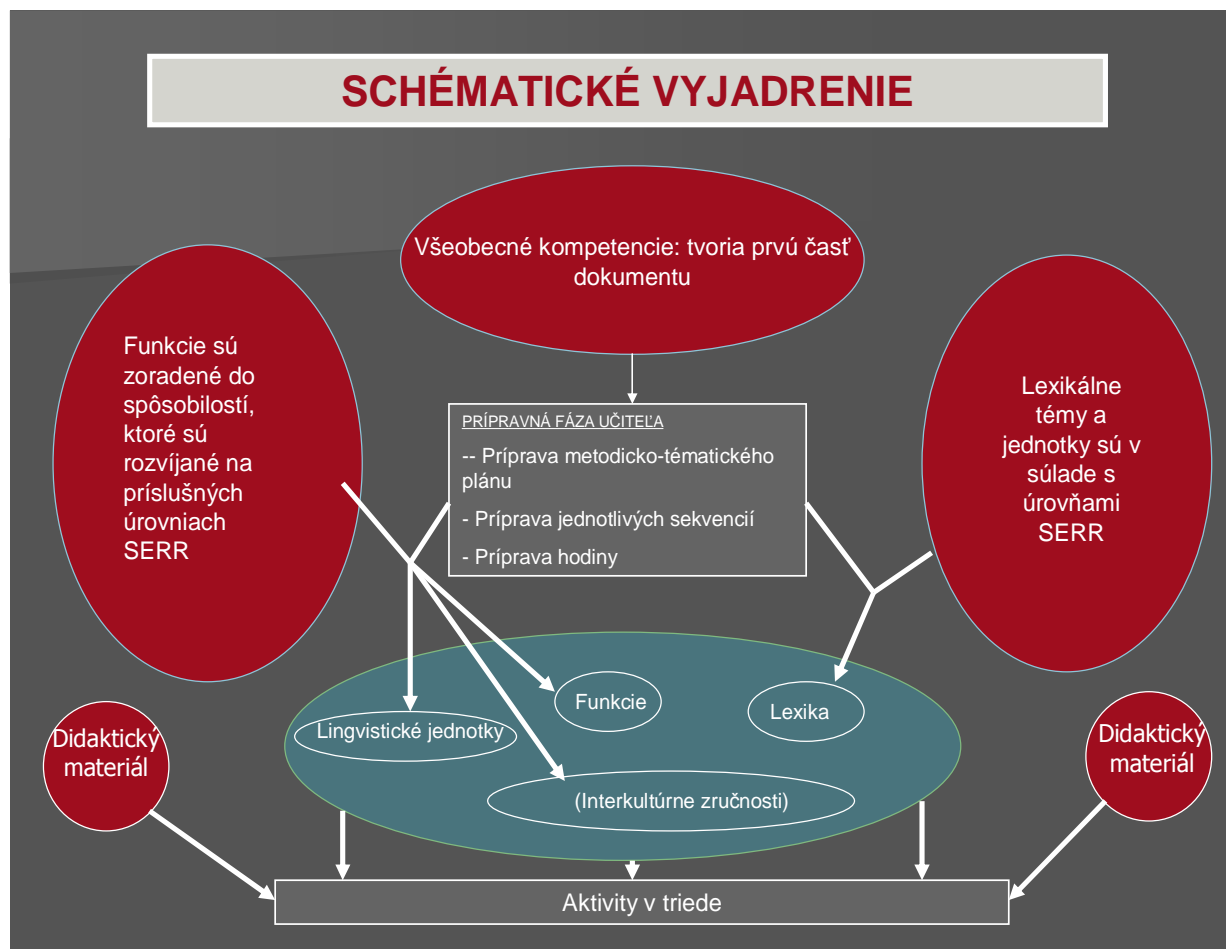 SCHÉMATICKÉ VYJADRENIE
Všeobecné kompetencie: tvoria prvú časť
dokumentu
Funkcie sú
zoradené do
spôsobilostí,
ktoré sú
rozvíjané na
príslušných
úrovniach
SERR
PRÍPRAVNÁ FÁZA UČITEĽA
-- Príprava metodicko-tématického
plánu
- Príprava jednotlivých sekvencií
- Príprava hodiny
Lexikálne
témy a
jednotky sú v
súlade s
úrovňami
SERR
Funkcie
Lexika
Lingvistické jednotky
(Interkultúrne zručnosti)
Didaktický
materiál
Didaktický
materiál
Aktivity v triede